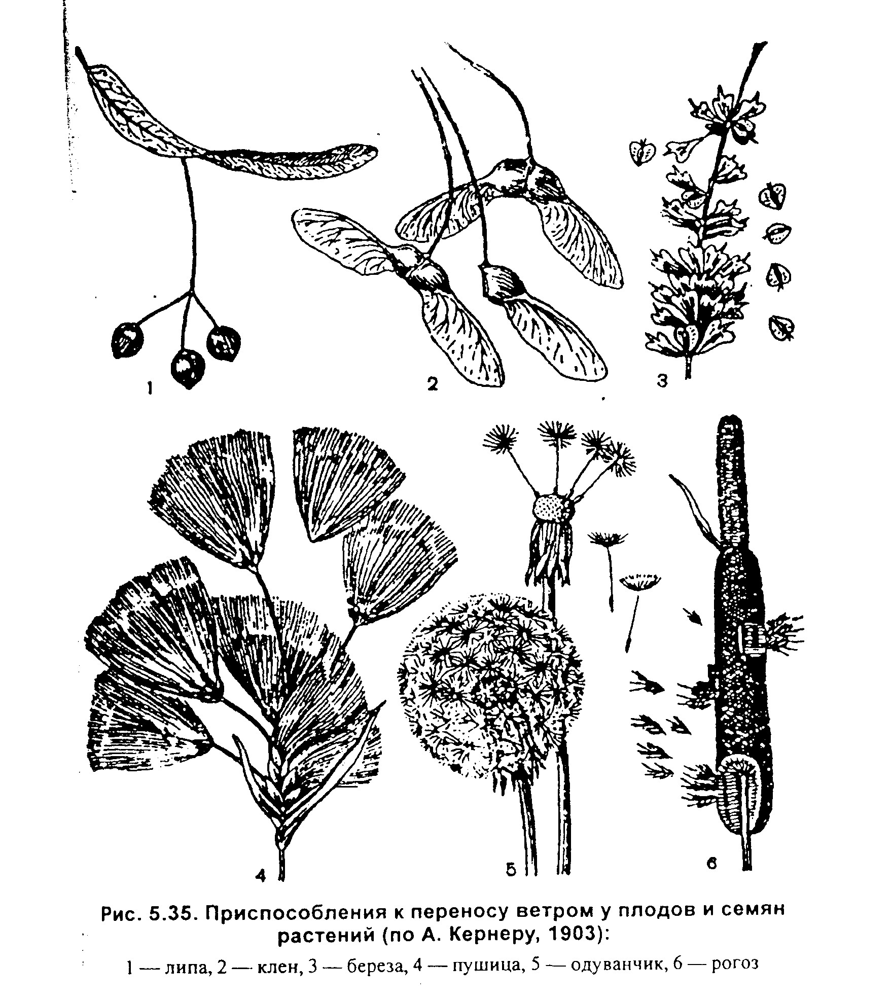 1
2
3
4
5
6
Рис. 5.35. Приспособления к переносу ветром у плодов и семян
растений (по А. Кернеру, 1903):
1 — липа, 2 — клен, 3 — береза, 4 — пушица, 5 — одуванчик, 6 — рогоз